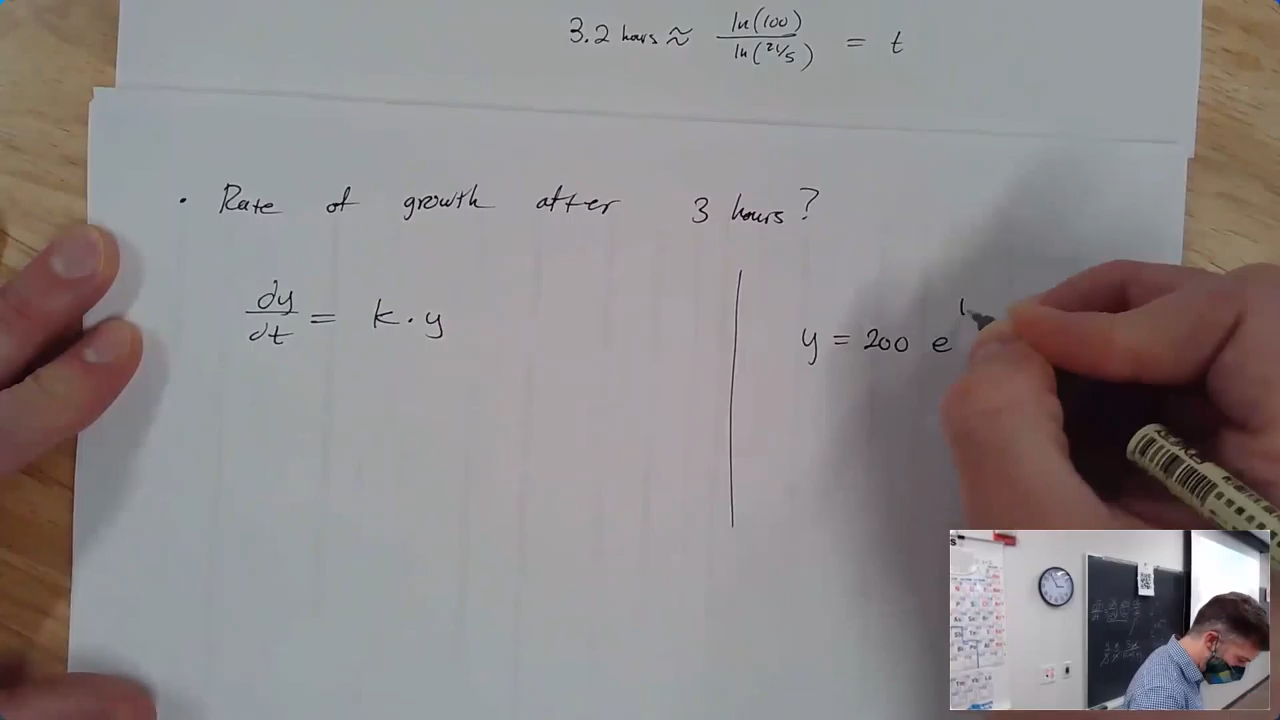 3.2 hours ≈ ln(100) / ln(21/5) = t
• Rate of growth after 3 hours?
dy/dt = k · y
y = 200 e